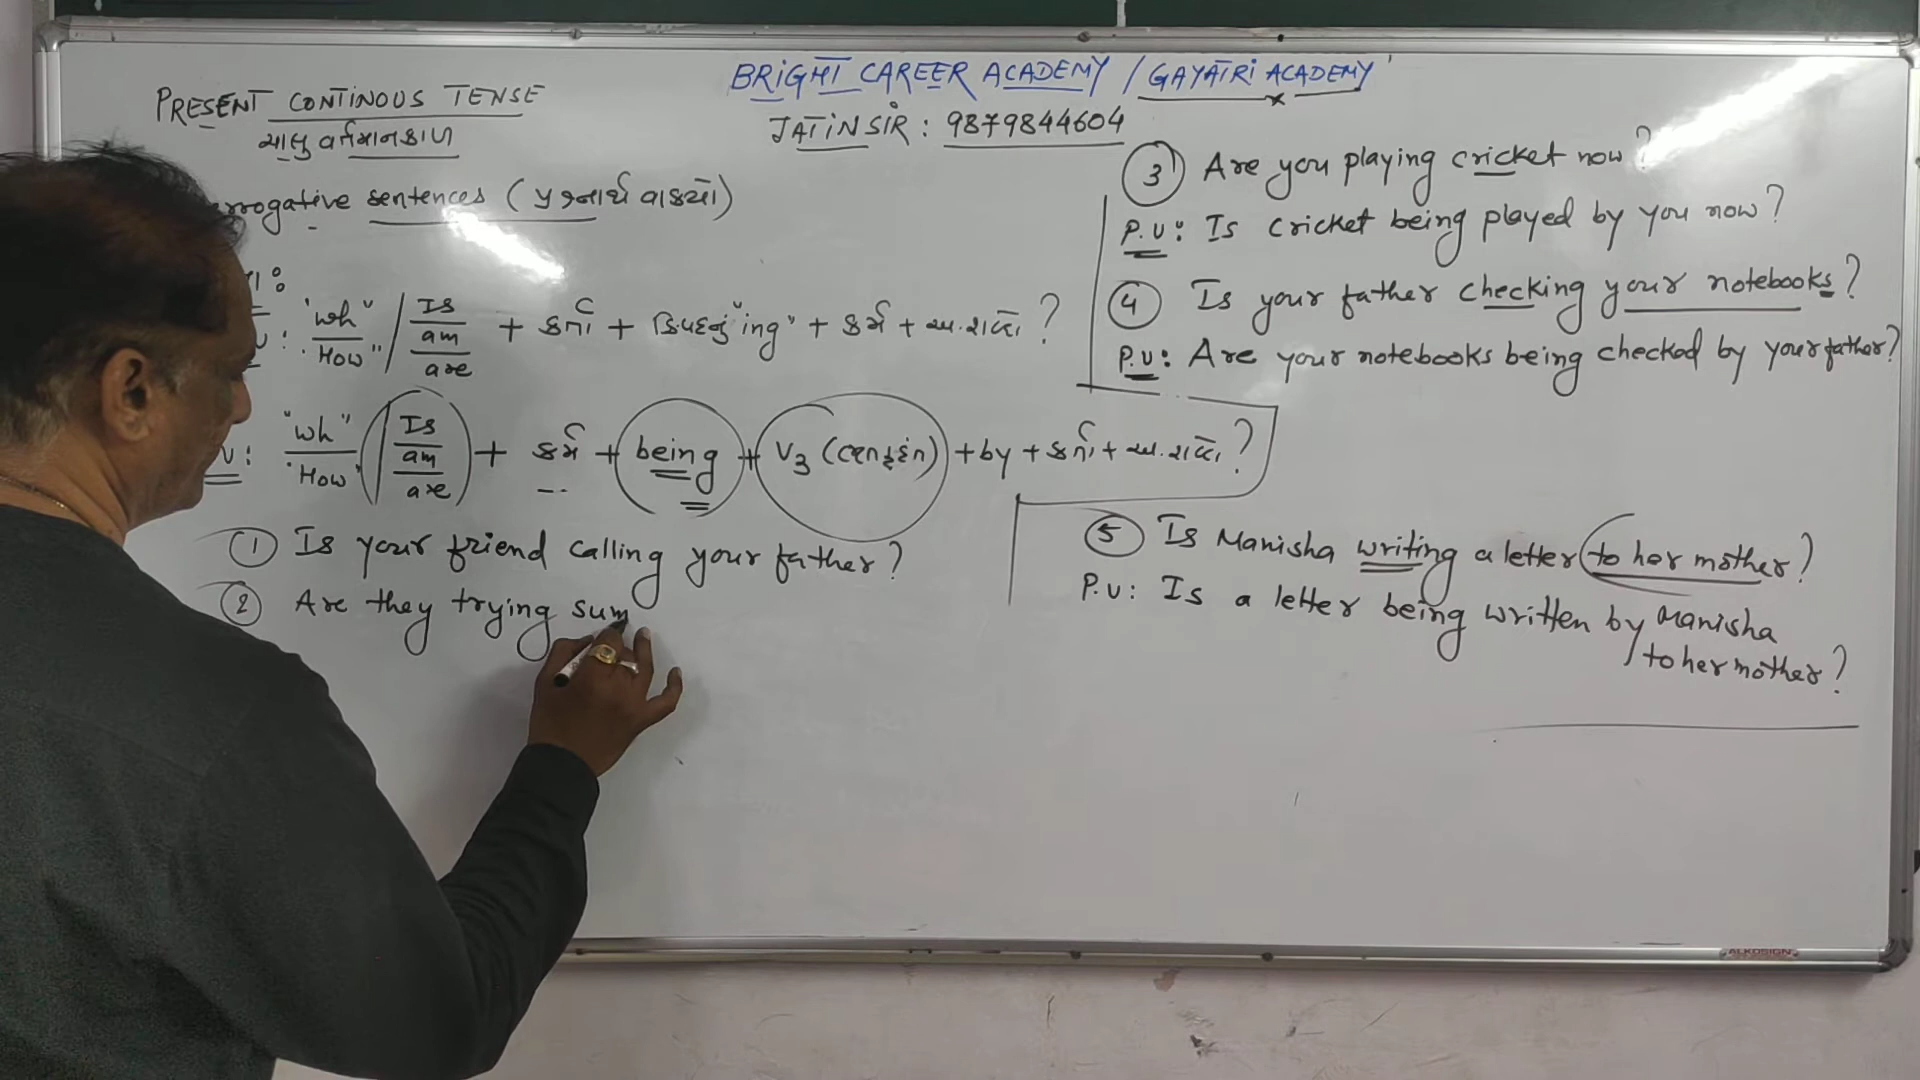 BRIGHT CAREER ACADEMY / GAYATRI ACADEMY
JATIN SIR : 9879844604
PRESENT CONTINOUS TENSE
ચાલુ વર્તમાનકાળ
rrogative sentences (પ્રશ્નાર્થ વાક્યો)
"wh" / "How" / Is am are + કર્તા + ક્રિયાપદનું "ing" + કર્મ + અ.શબ્દો ?
"wh" "How" / Is am are + કર્મ + being + V3 ( ) + by + કર્તા + અ.શબ્દો ?
① Is your friend calling your father?
② Are they trying sum
③ Are you playing cricket now?
P.V: Is cricket being played by you now?
④ Is your father checking your notebooks?
P.V: Are your notebooks being checked by your father?
⑤ Is Manisha writing a letter to her mother?
P.V: Is a letter being written by Manisha
to her mother?
ALKOSIGN